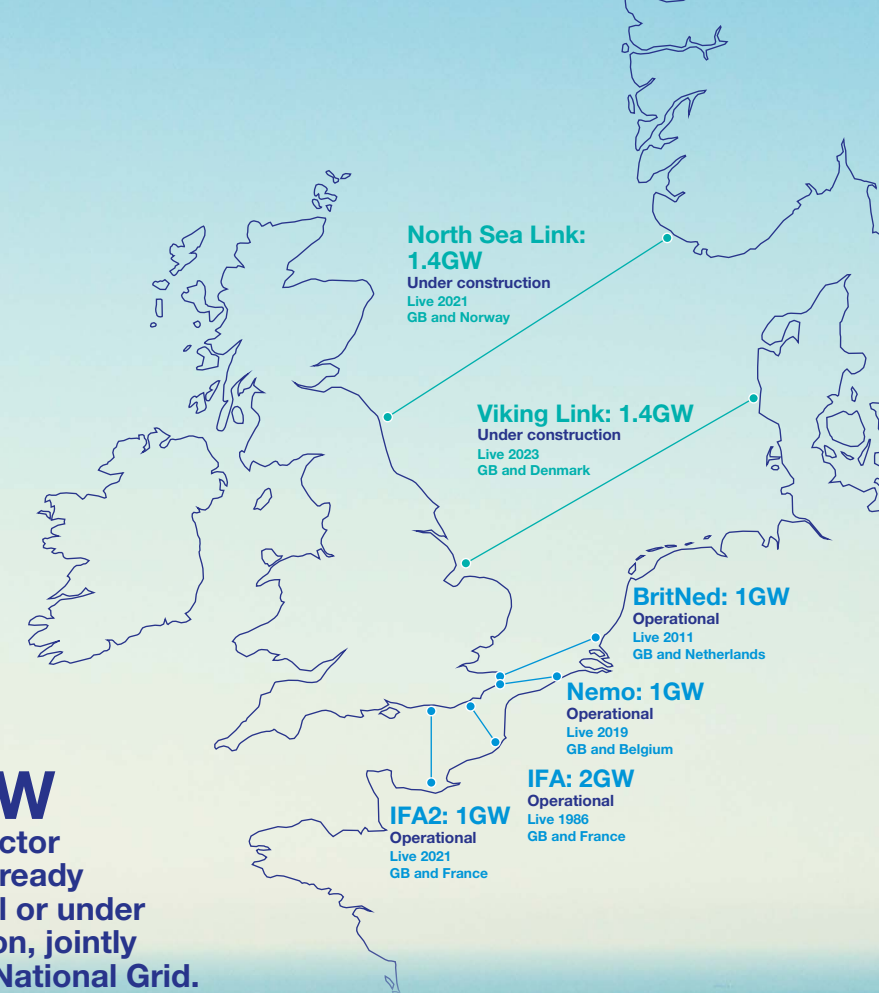 North Sea Link:
1.4GW
Under construction
Live 2021
GB and Norway
Viking Link: 1.4GW
Under construction
Live 2023
GB and Denmark
BritNed: 1GW
Operational
Live 2011
GB and Netherlands
Nemo: 1GW
Operational
Live 2019
GB and Belgium
IFA: 2GW
Operational
Live 1986
GB and France
IFA2: 1GW
Operational
Live 2021
GB and France
or under
jointly
National Grid.